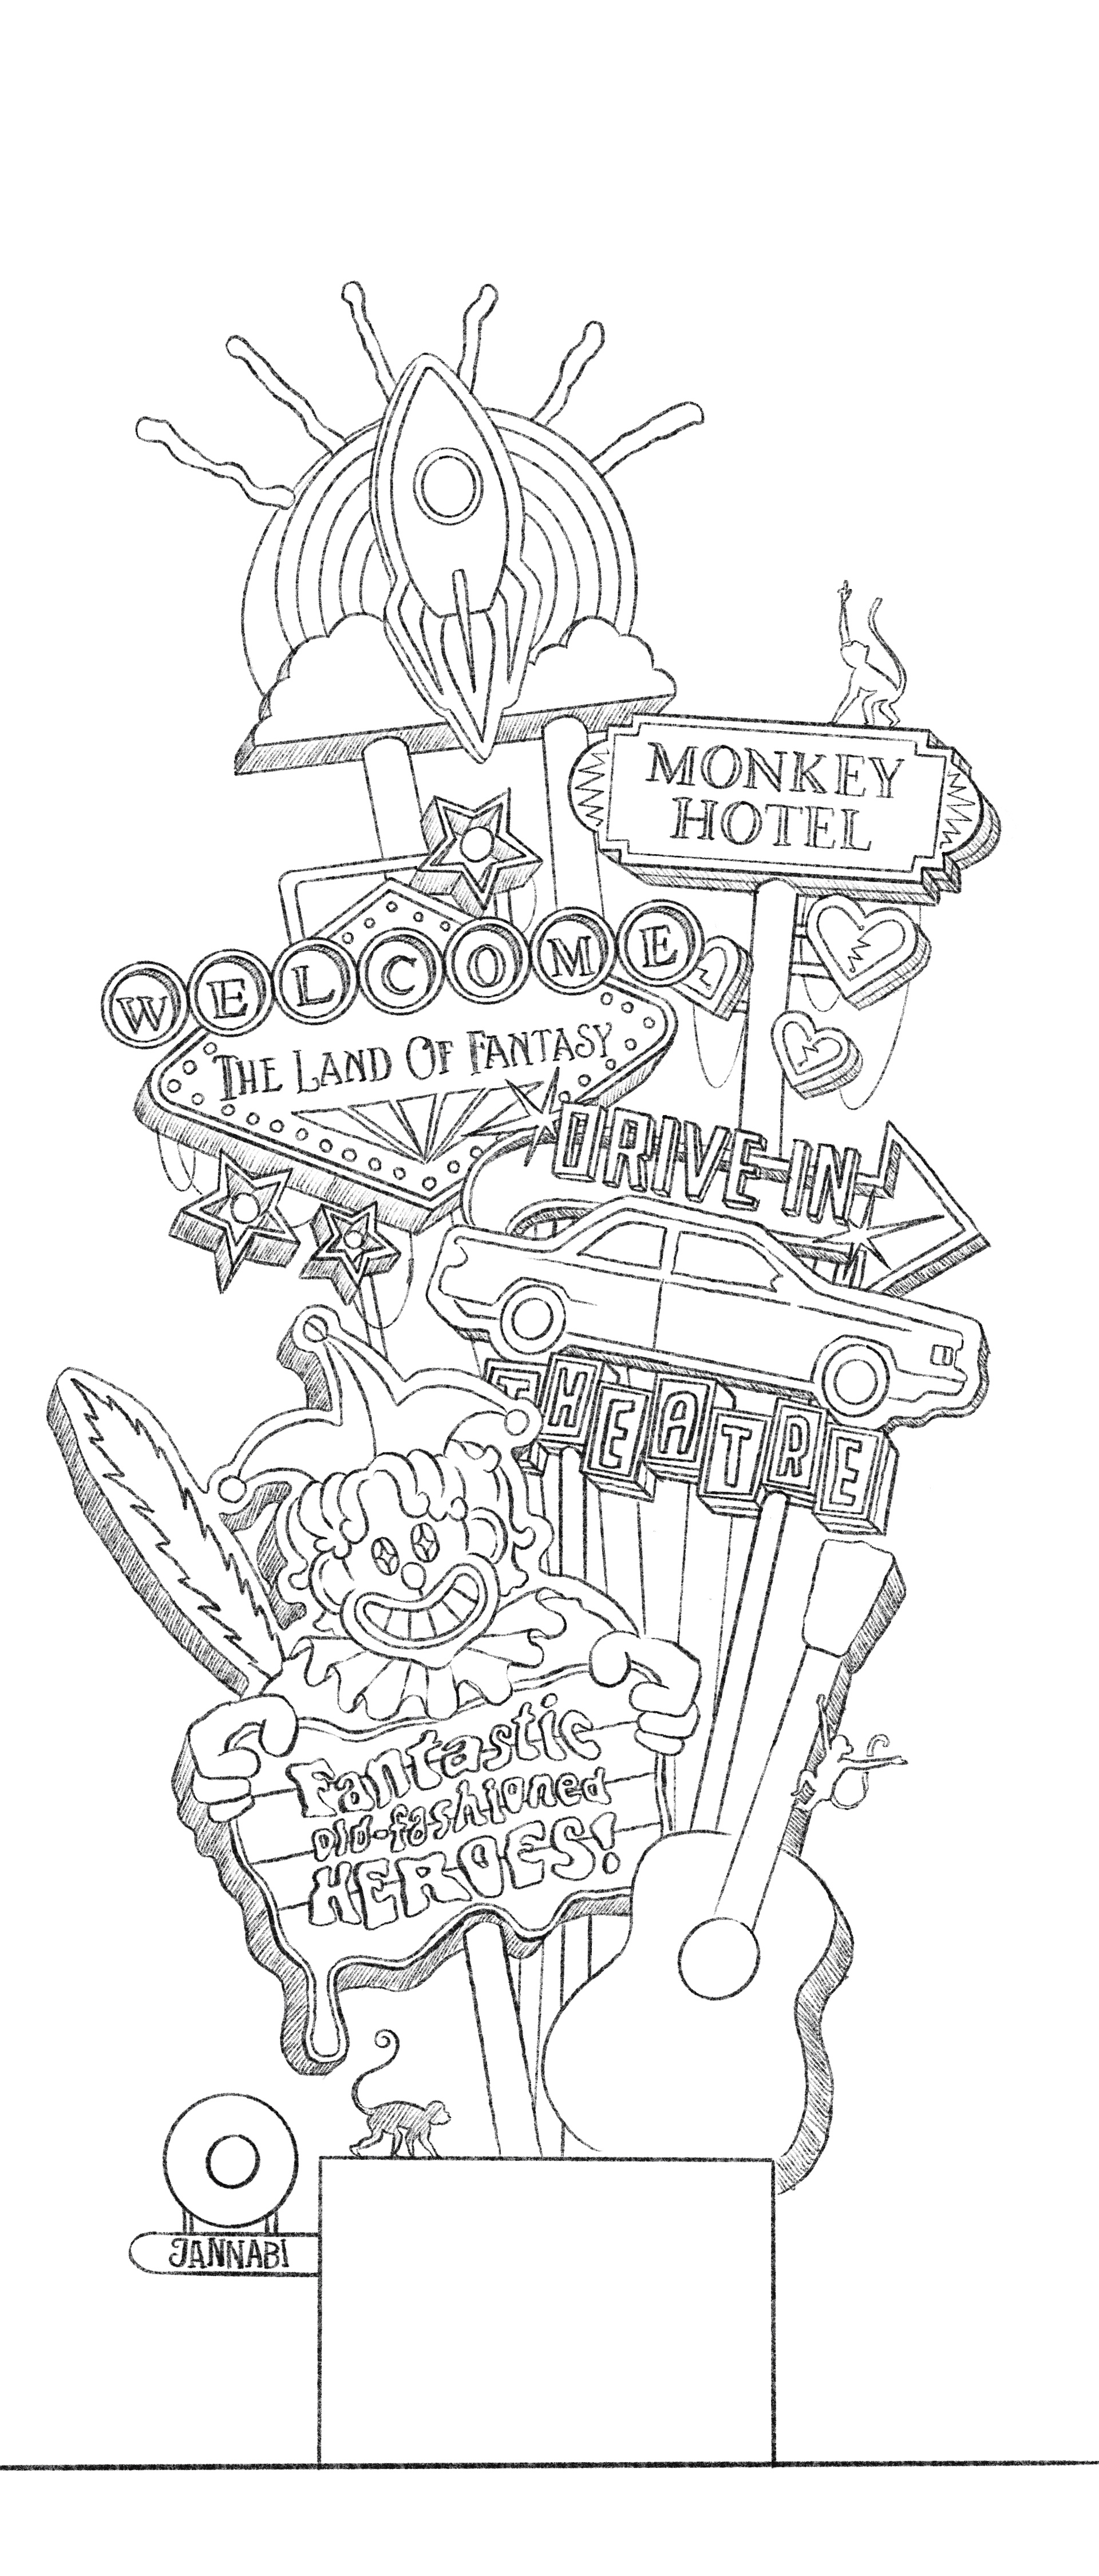 MONKEY
HOTEL
WELCOME
THE LAND OF FANTASY
DRIVE IN
THEATRE
Fantastic
old-fashioned
HEROES!
JANNABI